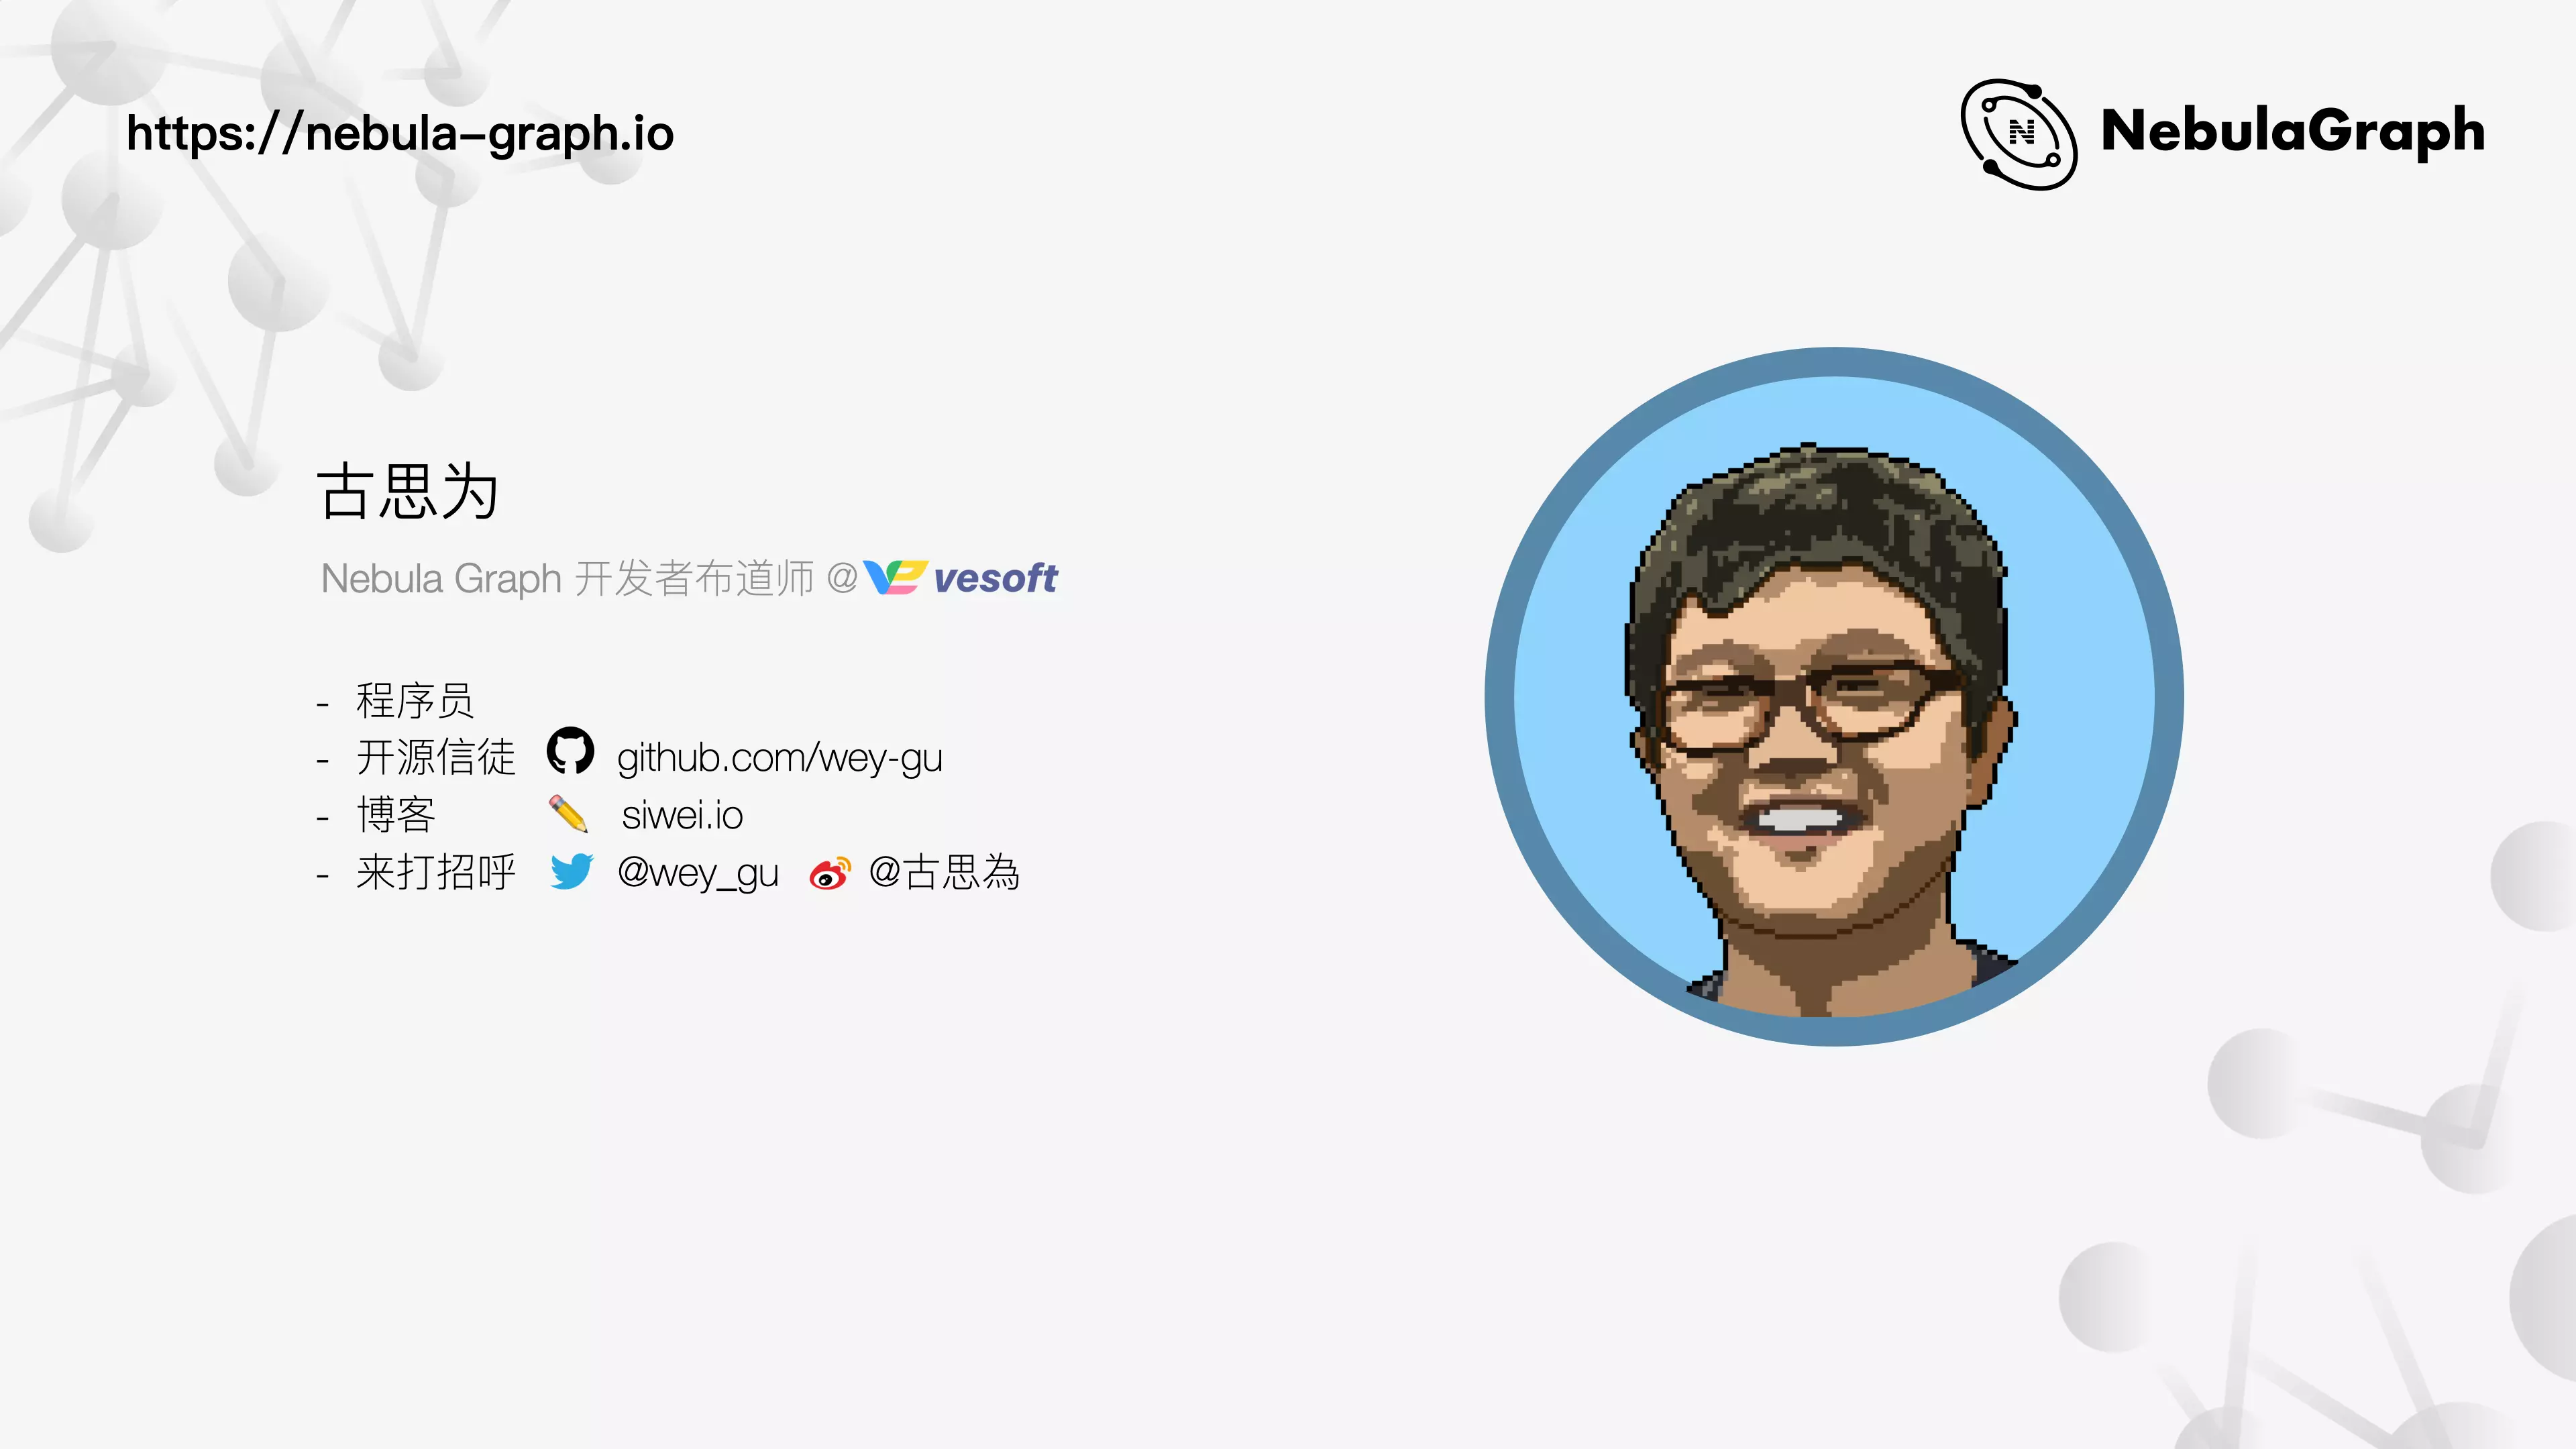 https://nebula-graph.io
NebulaGraph
古思为
Nebula Graph 开发者布道师 @ vesoft
- 程序员
- 开源信徒 github.com/wey-gu
- 博客 siwei.io
- 来打招呼 @wey_gu @古思為